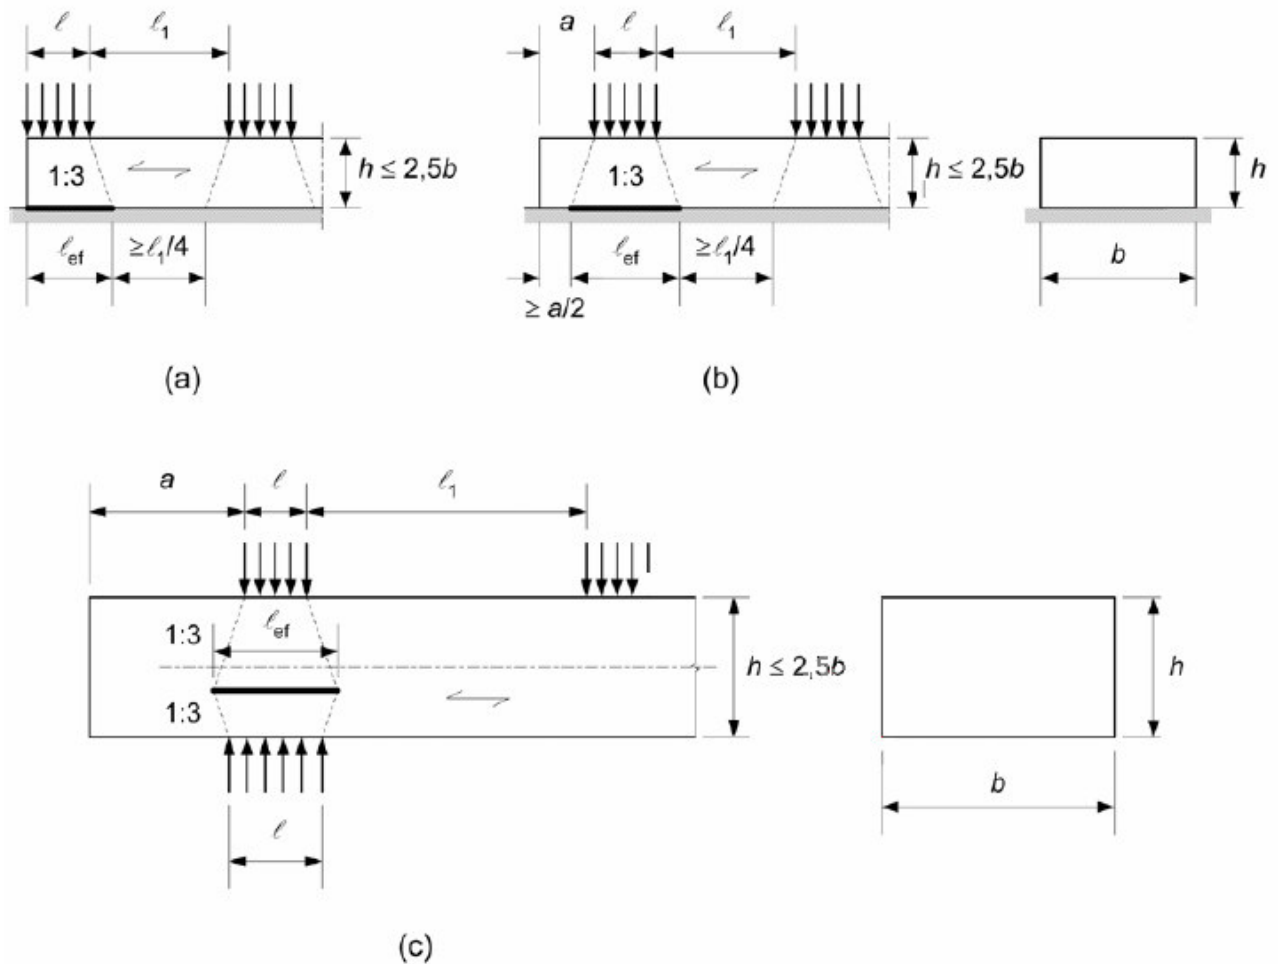 ℓ ℓ₁ a ℓ ℓ₁
1:3 h ≤ 2,5b 1:3 h ≤ 2,5b h
ℓef ≥ℓ₁/4 ℓef ≥ℓ₁/4 b
≥ a/2
(a) (b)
a ℓ ℓ₁
1:3 ℓef
h ≤ 2,5b h
1:3
b
ℓ
(c)